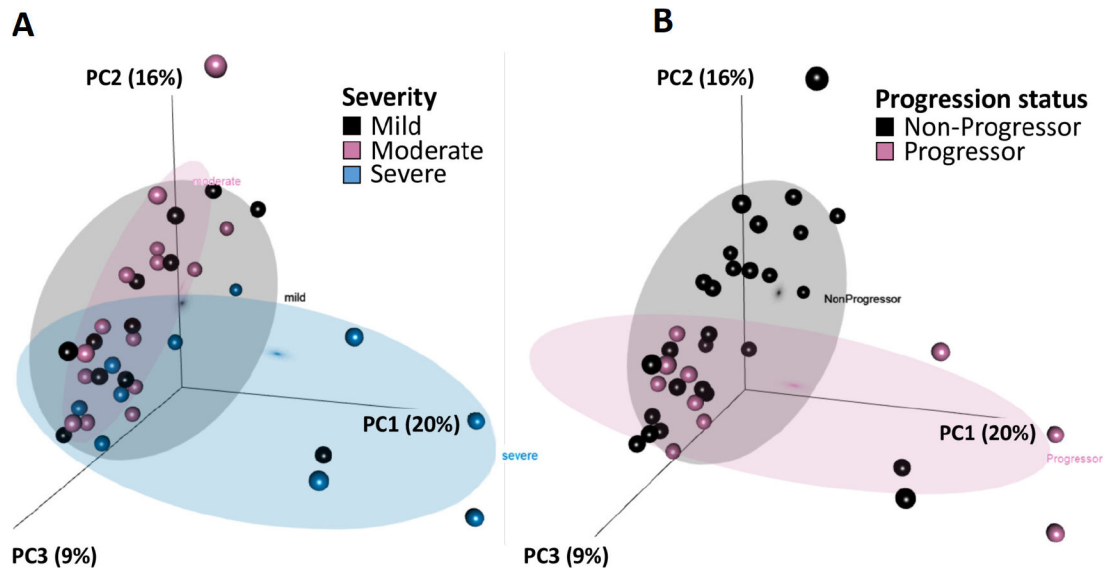 A
PC2 (16%)
Severity
Mild
Moderate
Severe
moderate
mild
PC1 (20%)
severe
PC3 (9%)
B
PC2 (16%)
Progression status
Non-Progressor
Progressor
NonProgressor
PC1 (20%)
Progressor
PC3 (9%)